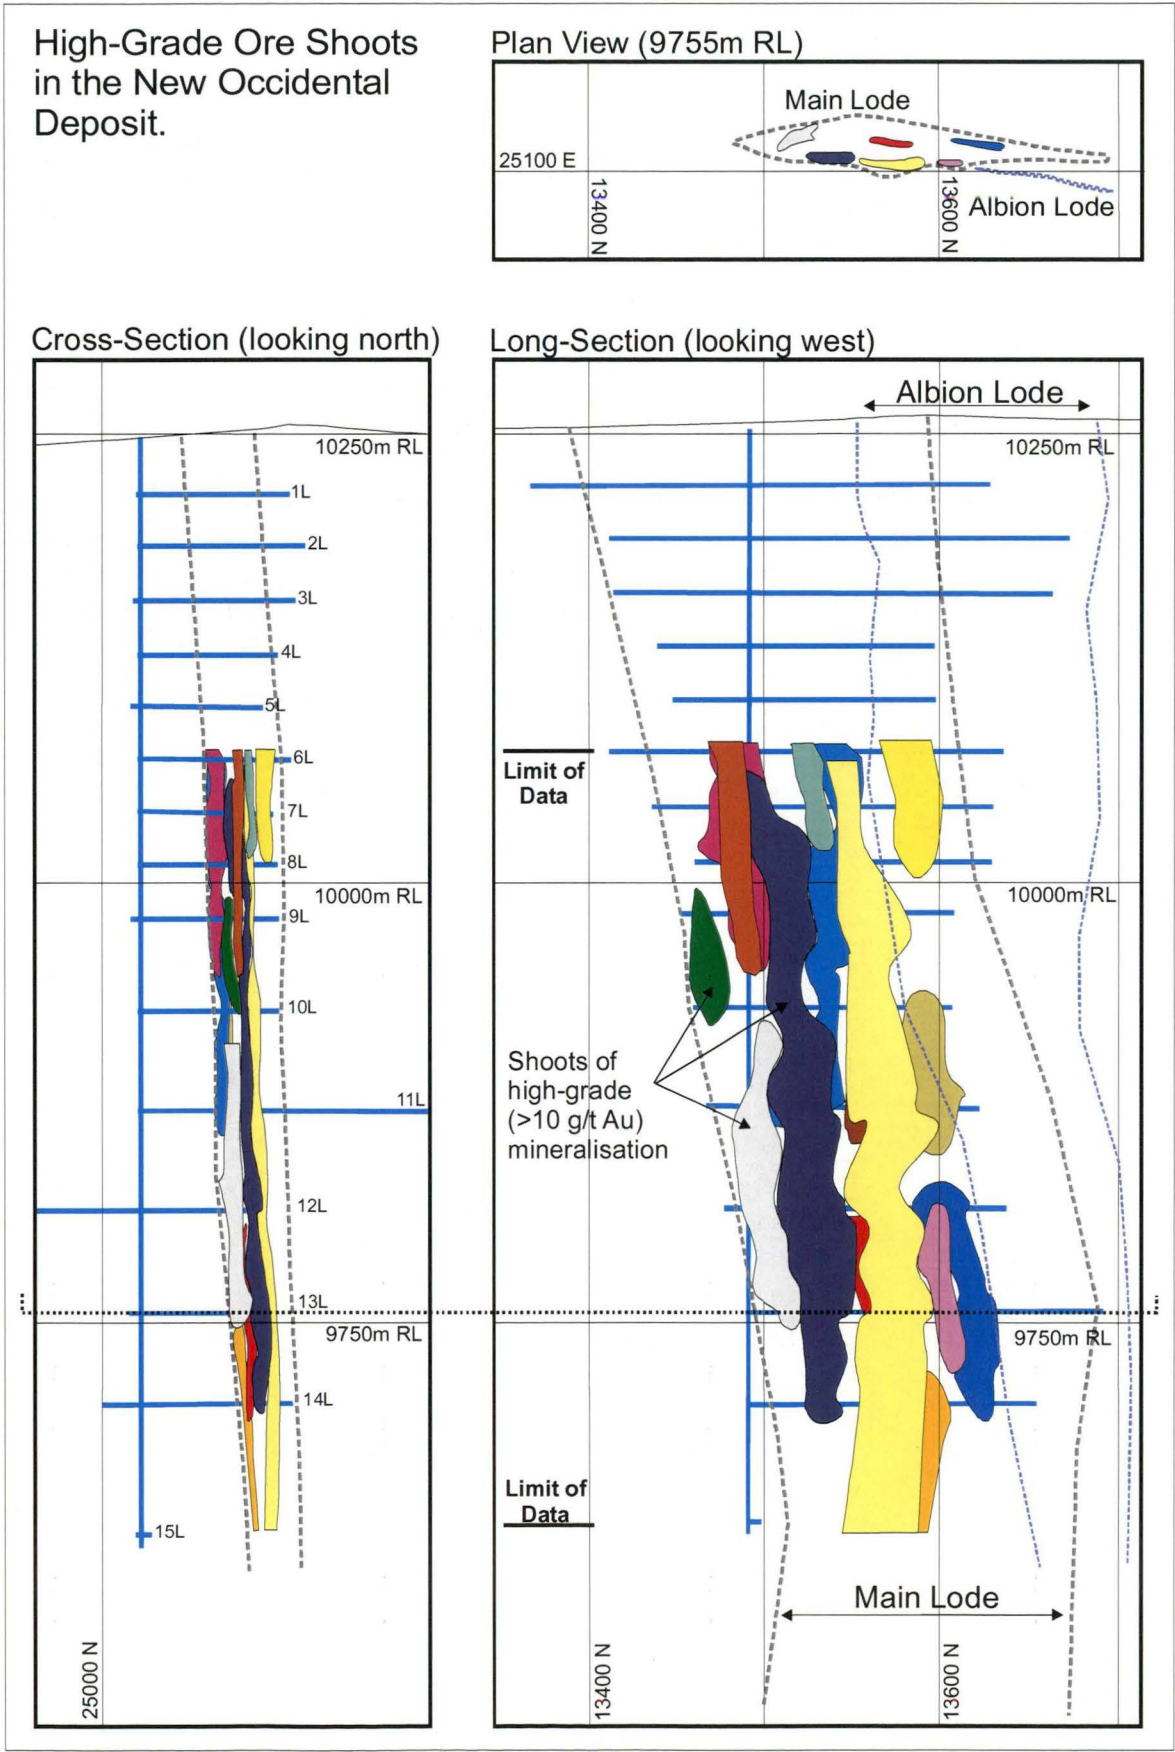 High-Grade Ore Shoots
in the New Occidental
Deposit.
Plan View (9755m RL)
Main Lode
25100 E
13400 N
13600 N
Albion Lode
Cross-Section (looking north)
10250m RL
1L
2L
3L
4L
5L
6L
7L
8L
10000m RL
9L
10L
11L
12L
13L
9750m RL
14L
15L
25000 N
Long-Section (looking west)
Albion Lode
10250m RL
Limit of
Data
10000m RL
Shoots of
high-grade
(>10 g/t Au)
mineralisation
9750m RL
Limit of
Data
Main Lode
13400 N
13600 N